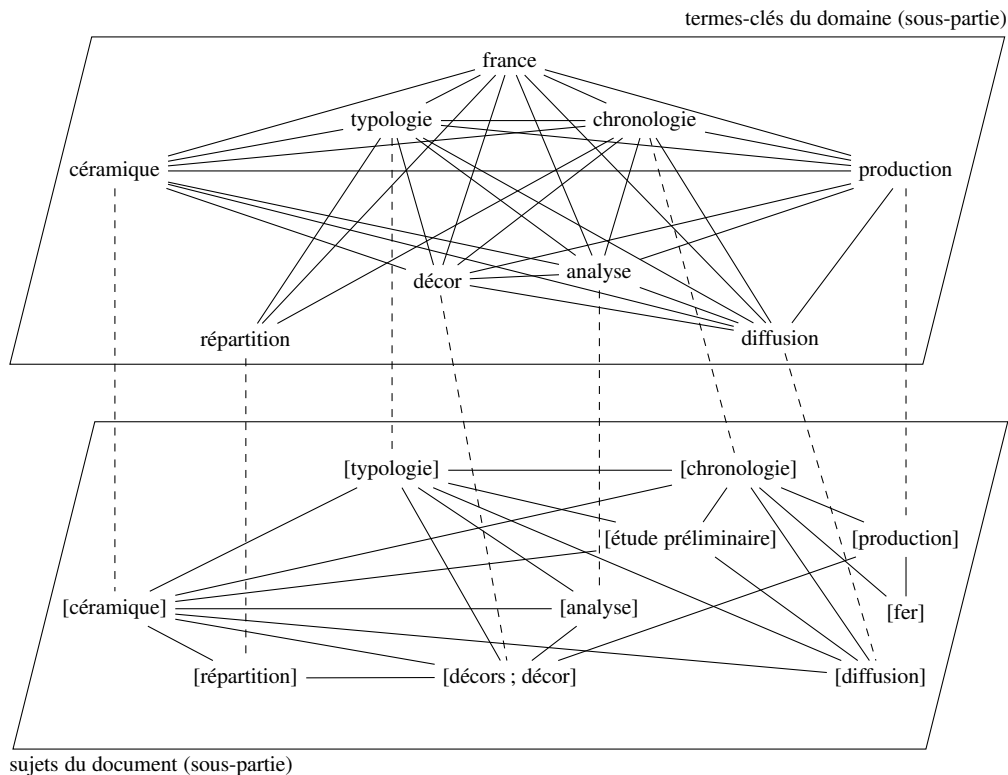 termes-clés du domaine (sous-partie)
france
typologie
chronologie
céramique
production
décor
analyse
répartition
diffusion
[typologie]
[chronologie]
[étude préliminaire]
[production]
[céramique]
[analyse]
[fer]
[répartition]
[décors ; décor]
[diffusion]
sujets du document (sous-partie)